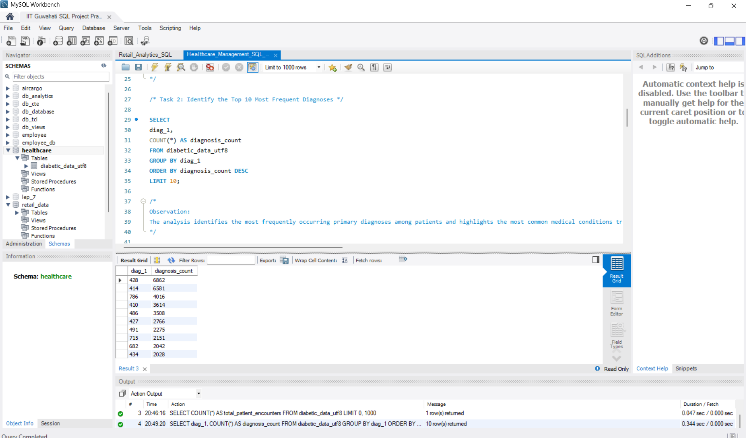 MySQL Workbench
IIT Guwahati SQL Project Pra... ×
File Edit View Query Database Server Tools Scripting Help
Navigator
SCHEMAS
Filter objects
aircargo
db_analytics
db_cte
db_database
db_td
db_views
employee
employee_db
healthcare
Tables
diabetic_data_utf8
Views
Stored Procedures
Functions
lep_7
retail_data
Tables
Views
Stored Procedures
Functions
Administration Schemas
Information
Schema: healthcare
Object Info Session
Query Completed
Retail_Analytics_SQL Healthcare_Management_SQL ×
Limit to 1000 rows
25 */
26
27 /* Task 2: Identify the Top 10 Most Frequent Diagnoses */
28
29 SELECT
30 diag_1,
31 COUNT(*) AS diagnosis_count
32 FROM diabetic_data_utf8
33 GROUP BY diag_1
34 ORDER BY diagnosis_count DESC
35 LIMIT 10;
36
37 /*
38 Observation:
39 The analysis identifies the most frequently occurring primary diagnoses among patients and highlights the most common medical conditions tr
40 */
41
Result Grid Filter Rows: Export: Wrap Cell Content: Fetch rows:
diag_1 diagnosis_count
428 6862
414 6581
786 4016
410 3614
486 3508
427 2766
491 2275
715 2151
682 2042
434 2028
Result Grid
Form Editor
Field Types
Result 3 × Read Only
Output
Action Output
# Time Action Message Duration / Fetch
3 20:46:16 SELECT COUNT(*) AS total_patient_encounters FROM diabetic_data_utf8 LIMIT 0, 1000 1 row(s) returned 0.047 sec / 0.000 sec
4 20:49:20 SELECT diag_1, COUNT(*) AS diagnosis_count FROM diabetic_data_utf8 GROUP BY diag_1 ORDER BY ... 10 row(s) returned 0.344 sec / 0.000 sec
SQLAdditions
Jump to
Automatic context help is
disabled. Use the toolbar t
manually get help for the
current caret position or to
toggle automatic help.
Context Help Snippets